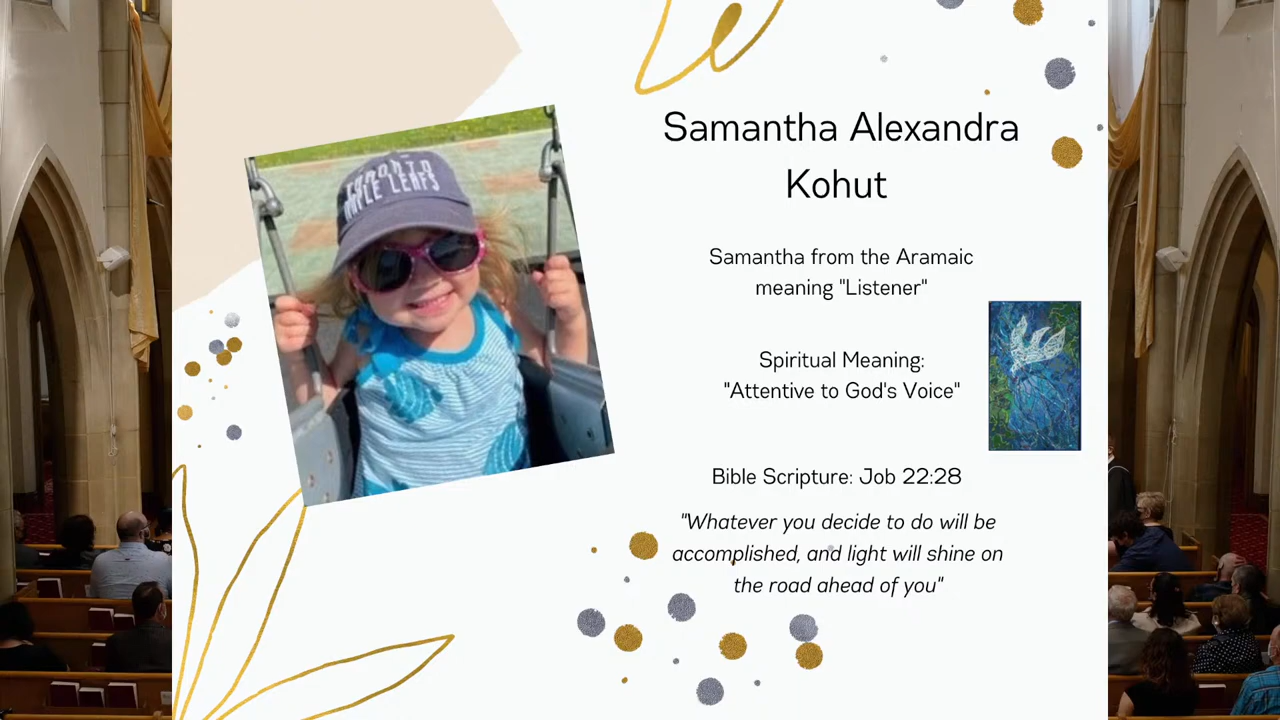 Samantha Alexandra
Kohut
TORONTO
MAPLE LEAFS
Samantha from the Aramaic
meaning "Listener"
Spiritual Meaning:
"Attentive to God's Voice"
Bible Scripture: Job 22:28
"Whatever you decide to do will be
accomplished, and light will shine on
the road ahead of you"